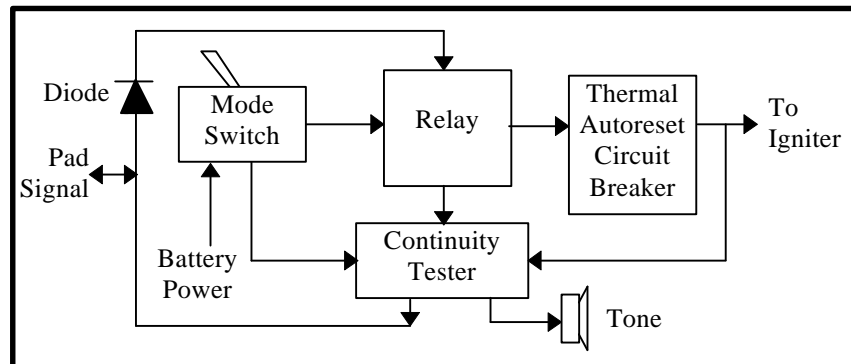 Diode
Mode
Switch
Relay
Thermal
Autoreset
Circuit
Breaker
To
Igniter
Pad
Signal
Battery
Power
Continuity
Tester
Tone